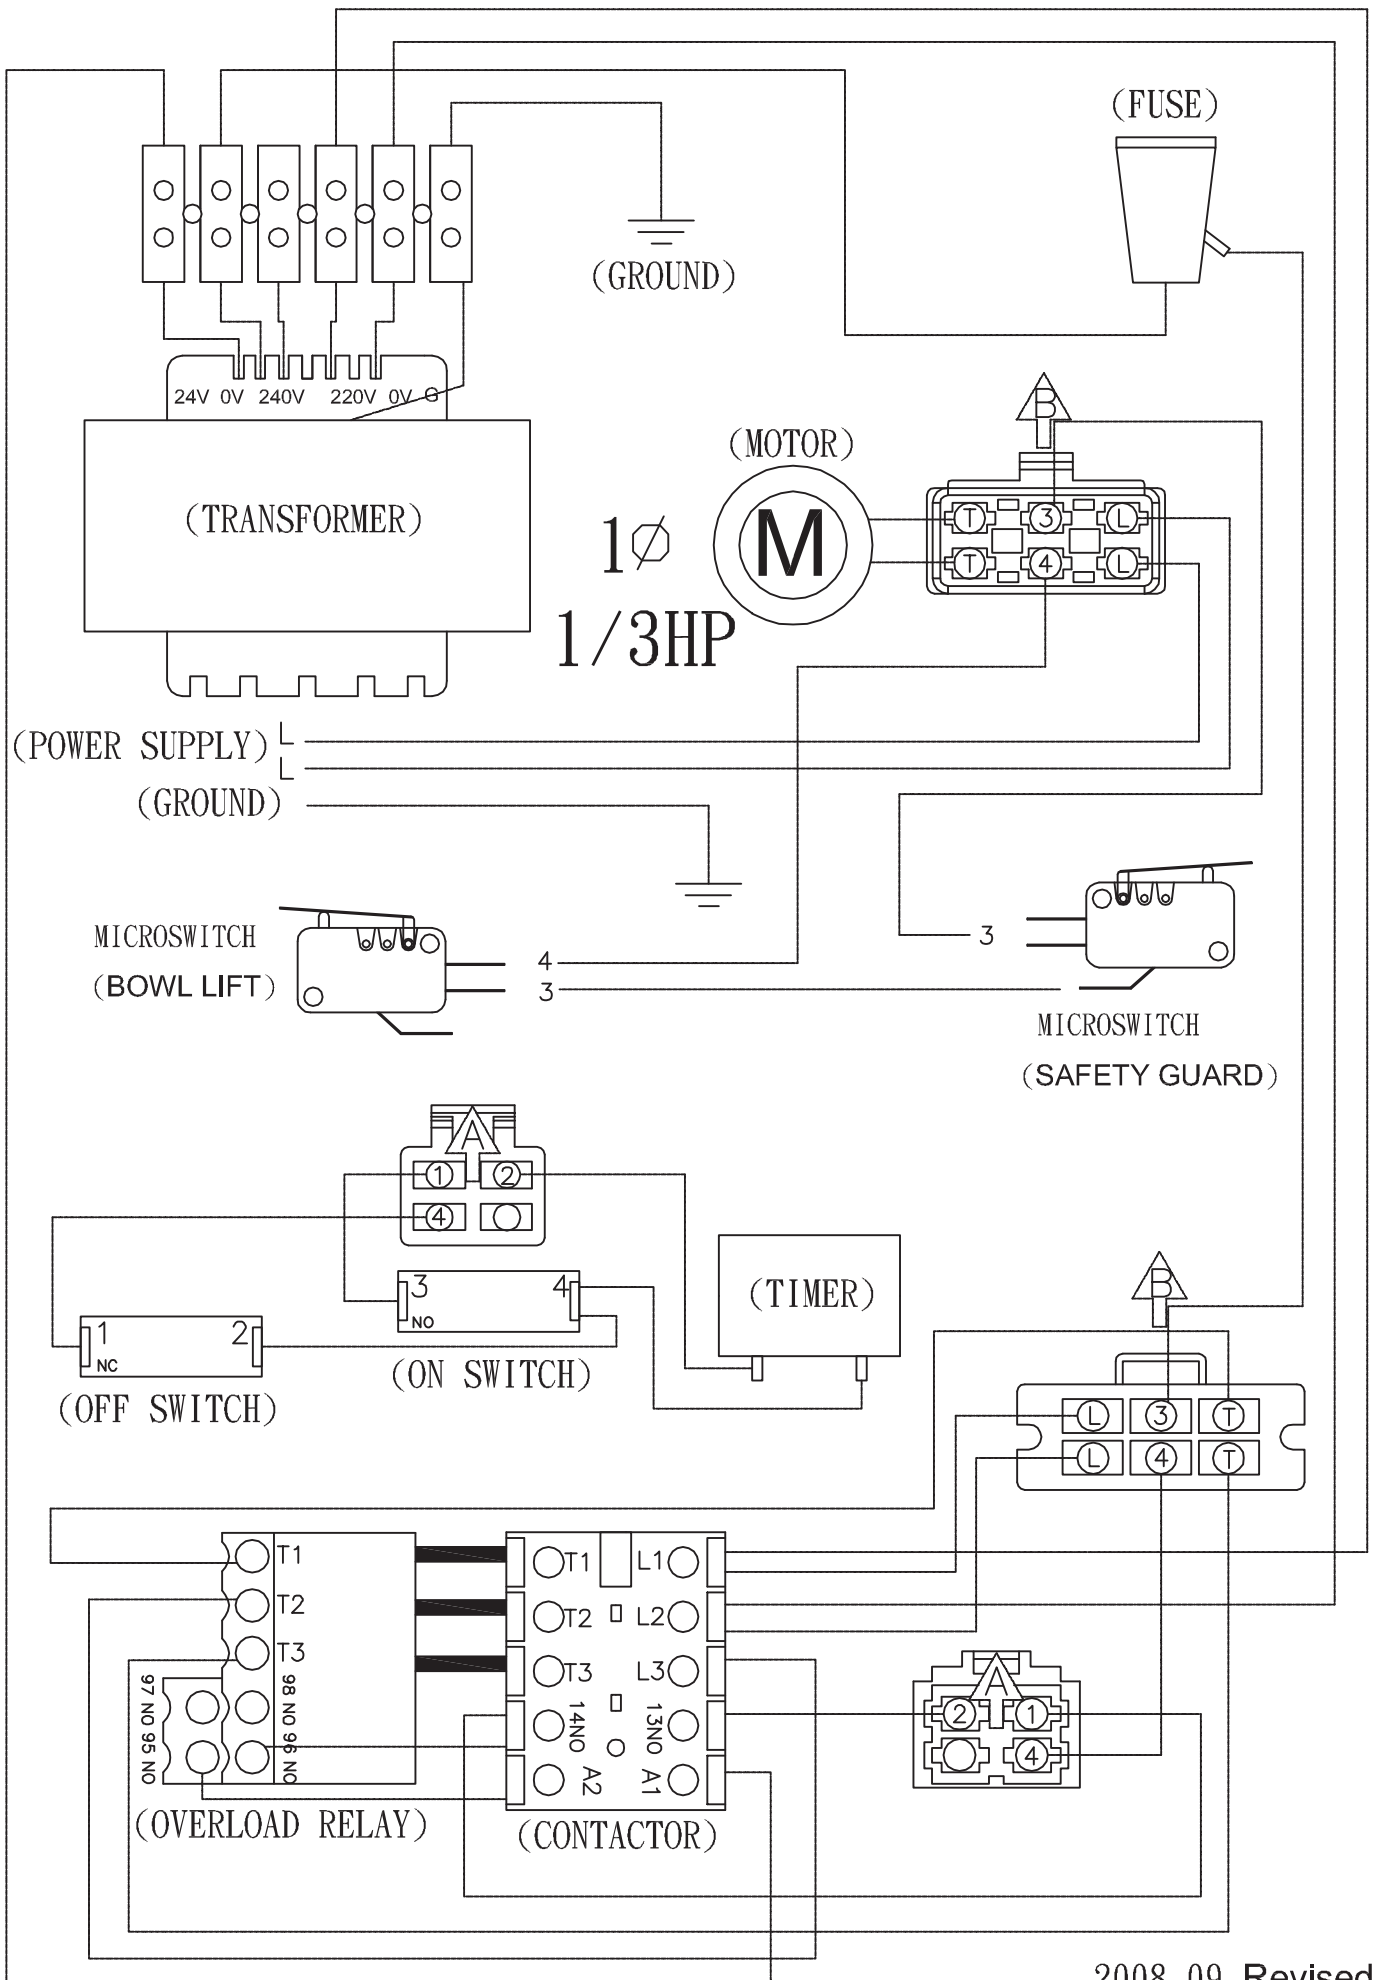 (FUSE)
(GROUND)
24V 0V 240V 220V 0V G
(TRANSFORMER)
(MOTOR)
B
M
1Ø
1/3HP
T 3 L
T 4 L
(POWER SUPPLY) L
L
(GROUND)
MICROSWITCH
(BOWL LIFT)
4
3
3
MICROSWITCH
(SAFETY GUARD)
A
1 2
4
3 4
NO
(ON SWITCH)
1 2
NC
(OFF SWITCH)
(TIMER)
B
L 3 T
L 4 T
T1
T2
T3
97 NO 95 NO
98 NO 96 NO
(OVERLOAD RELAY)
T1 L1
T2 L2
T3 L3
14NO 13NO
A2 A1
(CONTACTOR)
A
2 1
4
2008.09 Revised